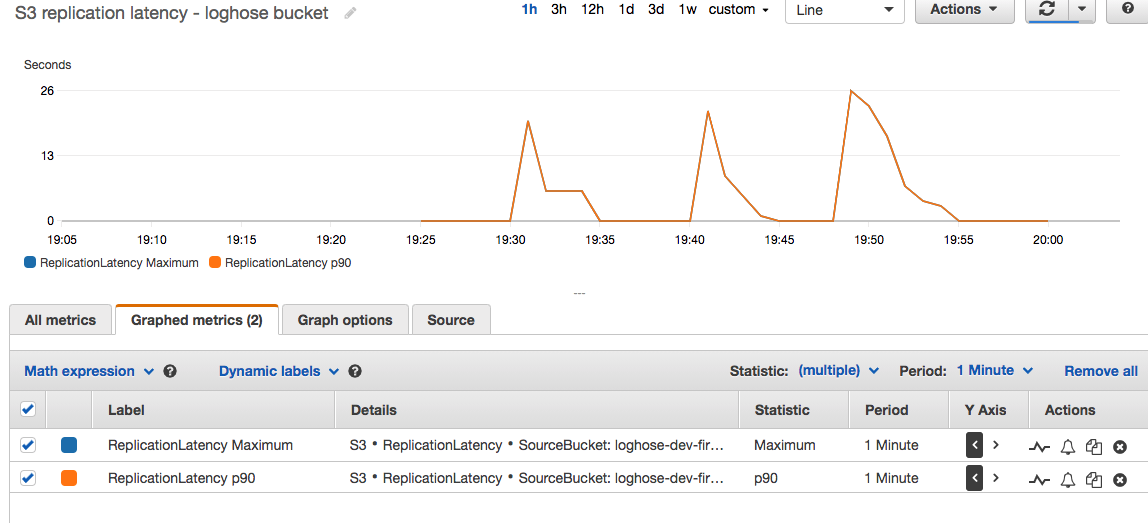 S3 replication latency - loghose bucket
1h 3h 12h 1d 3d 1w custom
Line
Actions
Seconds
26
13
0
19:05 19:10 19:15 19:20 19:25 19:30 19:35 19:40 19:45 19:50 19:55 20:00
ReplicationLatency Maximum ReplicationLatency p90
All metrics Graphed metrics (2) Graph options Source
Math expression Dynamic labels Statistic: (multiple) Period: 1 Minute Remove all
Label Details Statistic Period Y Axis Actions
ReplicationLatency Maximum S3 • ReplicationLatency • SourceBucket: loghose-dev-fir... Maximum 1 Minute < >
ReplicationLatency p90 S3 • ReplicationLatency • SourceBucket: loghose-dev-fir... p90 1 Minute < >